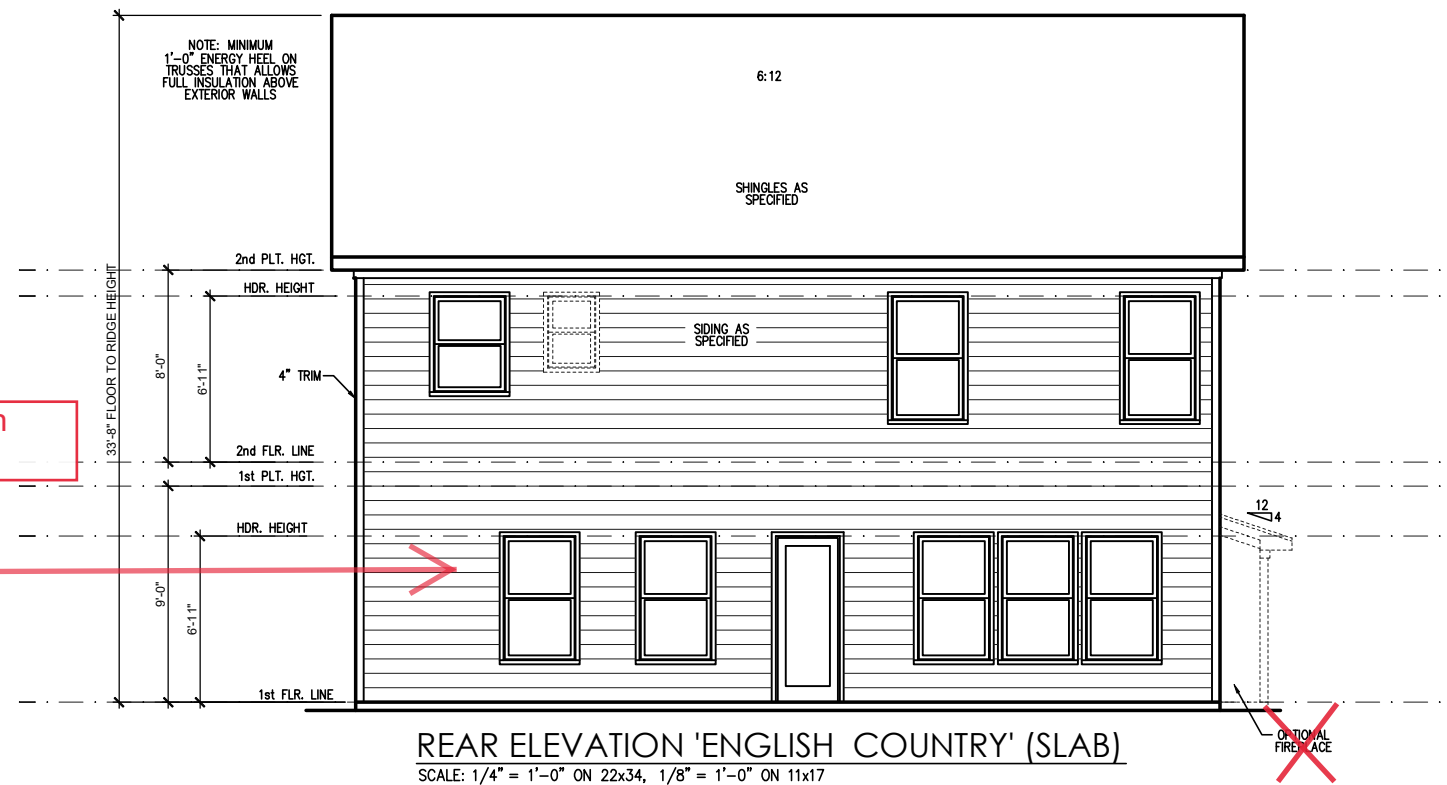 NOTE: MINIMUM
1'-0" ENERGY HEEL ON
TRUSSES THAT ALLOWS
FULL INSULATION ABOVE
EXTERIOR WALLS
6:12
SHINGLES AS
SPECIFIED
33'-8" FLOOR TO RIDGE HEIGHT
2nd PLT. HGT.
HDR. HEIGHT
SIDING AS
SPECIFIED
8'-0"
6'-11"
4" TRIM
2nd FLR. LINE
1st PLT. HGT.
HDR. HEIGHT
12
4
9'-0"
6'-11"
1st FLR. LINE
OPTIONAL
FIREPLACE
REAR ELEVATION 'ENGLISH COUNTRY' (SLAB)
SCALE: 1/4" = 1'-0" ON 22x34, 1/8" = 1'-0" ON 11x17